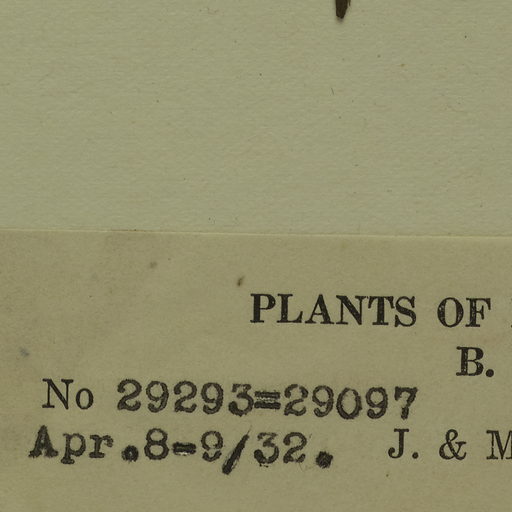 PLANTS OF
B.
No 29293=29097
Apr.8-9/32. J. & M